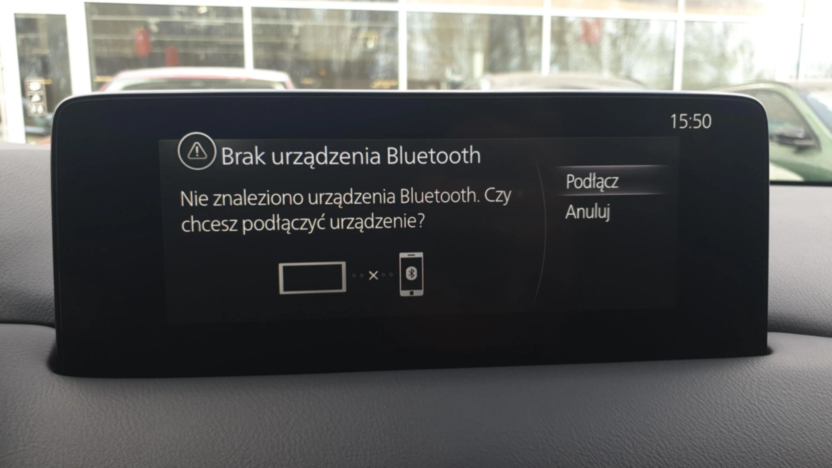 15:50
Brak urządzenia Bluetooth
Nie znaleziono urządzenia Bluetooth. Czy
chcesz podłączyć urządzenie?
Podłącz
Anuluj